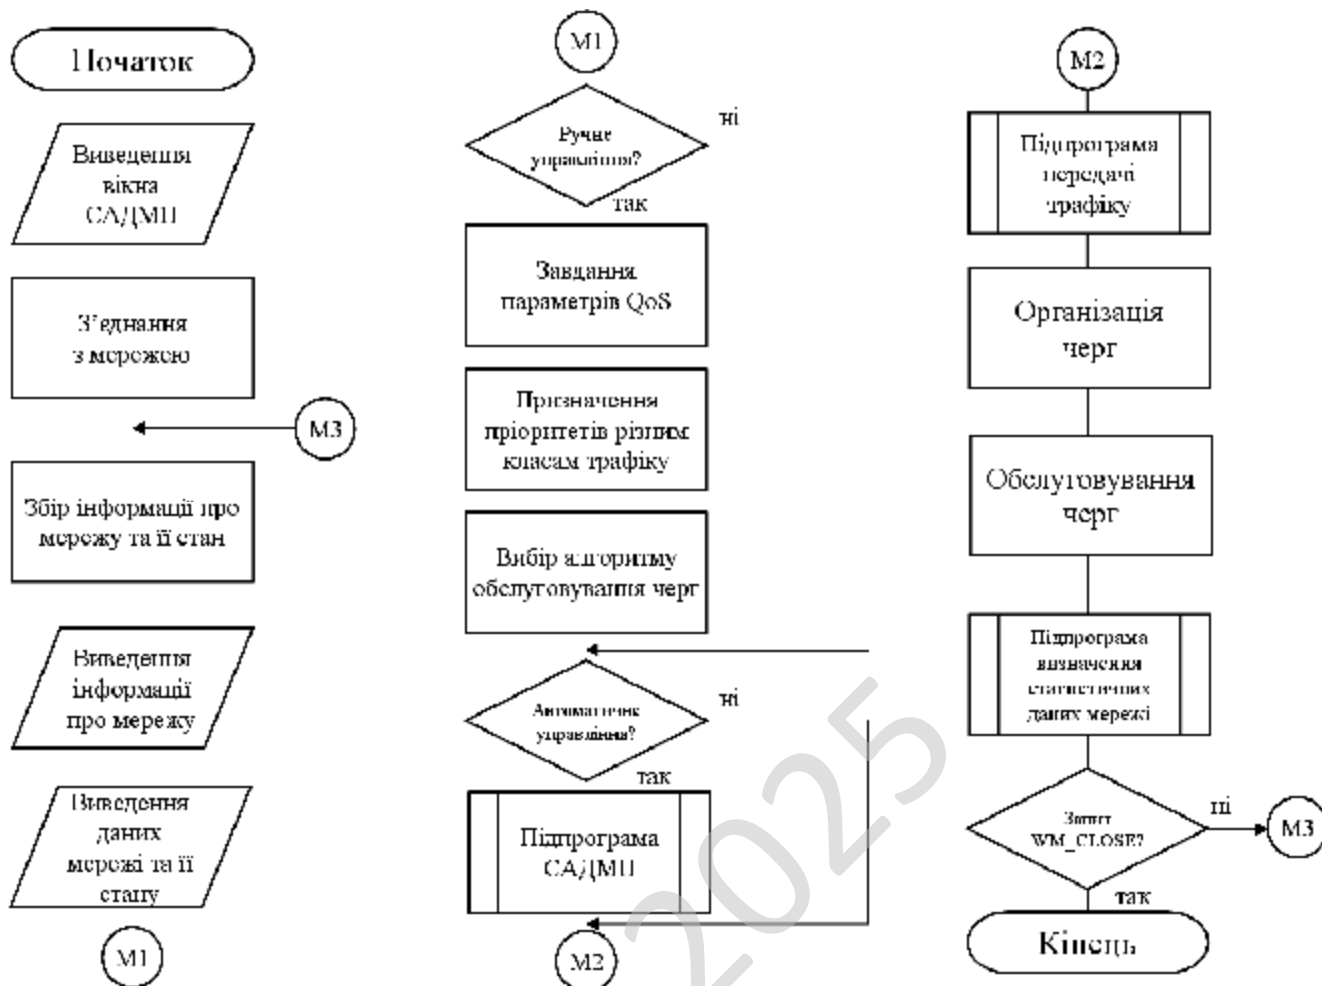 Початок
Виведення
вікна
САДМП
З’єднання
з мережею
М3
Збір інформації про
мережу та її стан
Виведення
інформації
про мережу
Виведення
даних
мережі та її
стану
М1
М1
Ручне
управління?
ні
так
Завдання
параметрів QoS
Призначення
пріоритетів різним
класам трафіку
Вибір алгоритму
обслуговування черг
Автоматичне
управління?
ні
так
Підпрограма
САДМП
М2
М2
Підпрограма
передачі
трафіку
Організація
черг
Обслуговування
черг
Підпрограма
визначення
статистичних
даних мережі
Запит
WM_CLOSE?
ні
М3
так
Кінець
2025